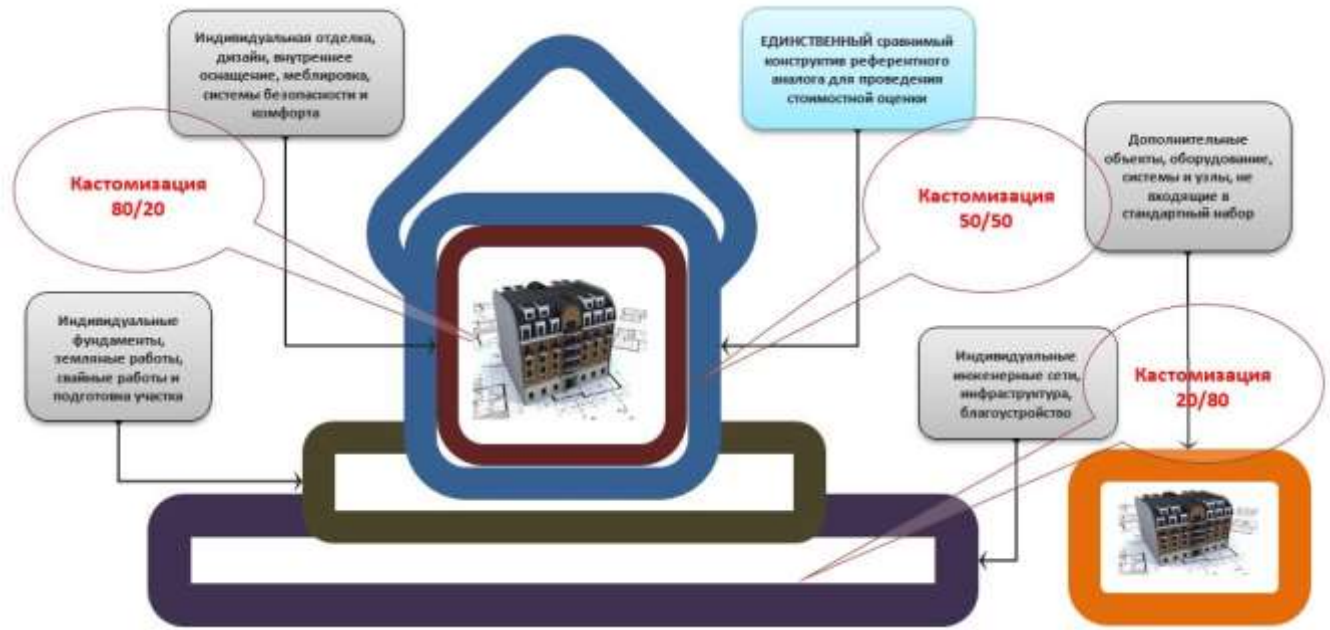 Индивидуальная отделка,
дизайн, внутреннее
оснащение, меблировка,
системы безопасности и
комфорта
ЕДИНСТВЕННЫЙ сравнимый
конструктив референтного
аналога для проведения
стоимостной оценки
Дополнительные
объекты, оборудование,
системы и узлы, не
входящие в
стандартный набор
Кастомизация
80/20
Кастомизация
50/50
Индивидуальные
фундаменты,
земляные работы,
свайные работы и
подготовка участка
Индивидуальные
инженерные сети,
инфраструктура,
благоустройство
Кастомизация
20/80